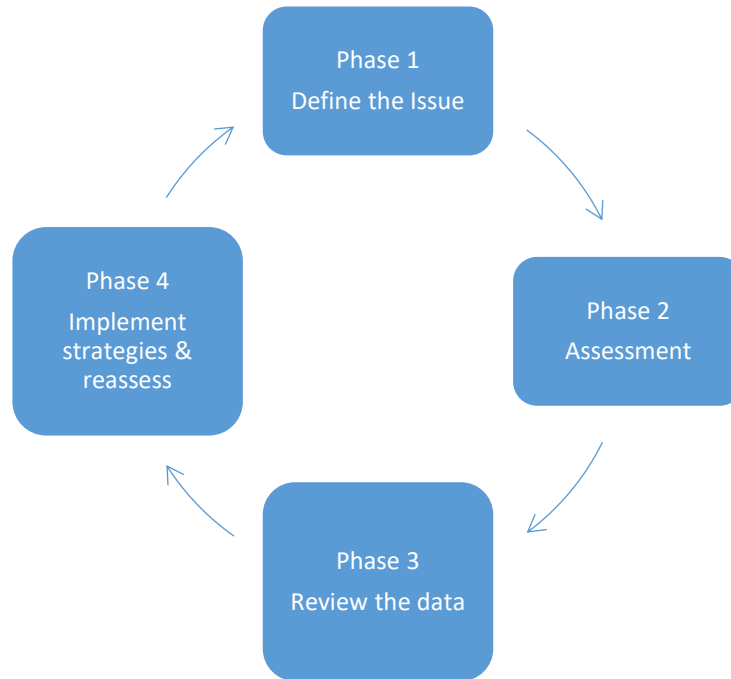 Phase 1
Define the Issue
Phase 2
Assessment
Phase 3
Review the data
Phase 4
Implement
strategies &
reassess